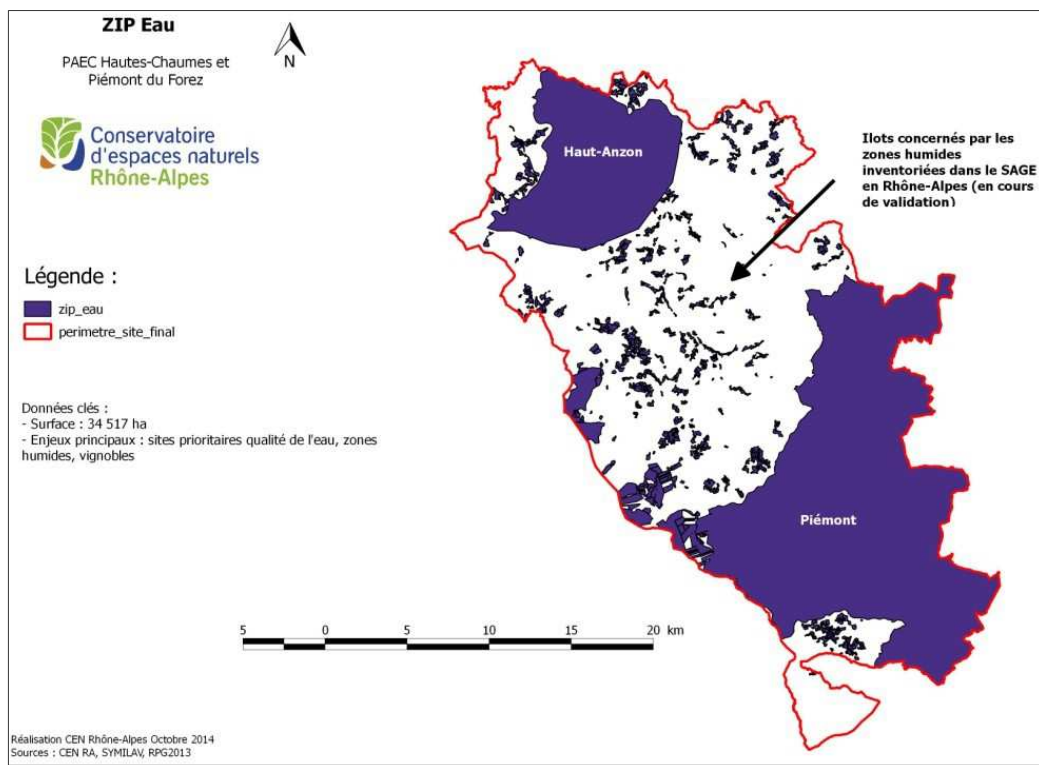 ZIP Eau
PAEC Hautes-Chaumes et
Piémont du Forez
N
Conservatoire
d'espaces naturels
Rhône-Alpes
Légende :
zip_eau
perimetre_site_final
Données clés :
- Surface : 34 517 ha
- Enjeux principaux : sites prioritaires qualité de l'eau, zones
humides, vignobles
Haut-Anzon
Ilots concernés par les
zones humides
inventoriées dans le SAGE
en Rhône-Alpes (en cours
de validation)
Piémont
5 0 5 10 15 20 km
Réalisation CEN Rhône-Alpes Octobre 2014
Sources : CEN RA, SYMILAV, RPG2013